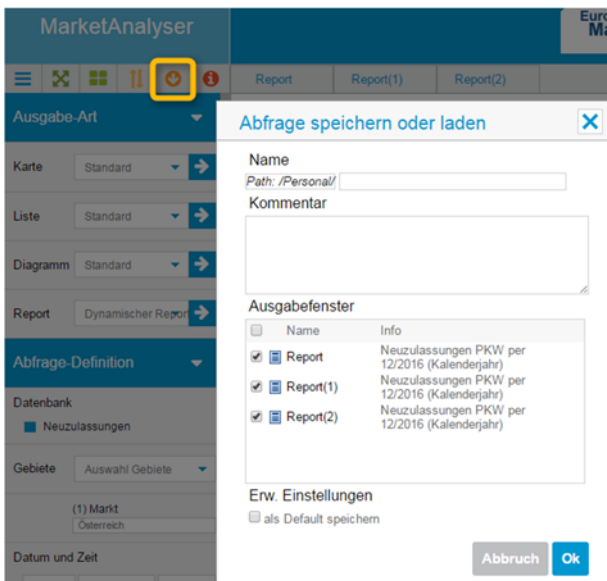 MarketAnalyser
Report
Report(1)
Report(2)
Ausgabe-Art
Karte
Standard
Liste
Standard
Diagramm
Standard
Report
Dynamischer Report
Abfrage-Definition
Datenbank
Neuzulassungen
Gebiete
Auswahl Gebiete
(1) Markt
Österreich
Datum und Zeit
Abfrage speichern oder laden
Name
Path: /Personal/
Kommentar
Ausgabefenster
Name Info
Report Neuzulassungen PKW per
12/2016 (Kalenderjahr)
Report(1) Neuzulassungen PKW per
12/2016 (Kalenderjahr)
Report(2) Neuzulassungen PKW per
12/2016 (Kalenderjahr)
Erw. Einstellungen
als Default speichern
Abbruch
Ok